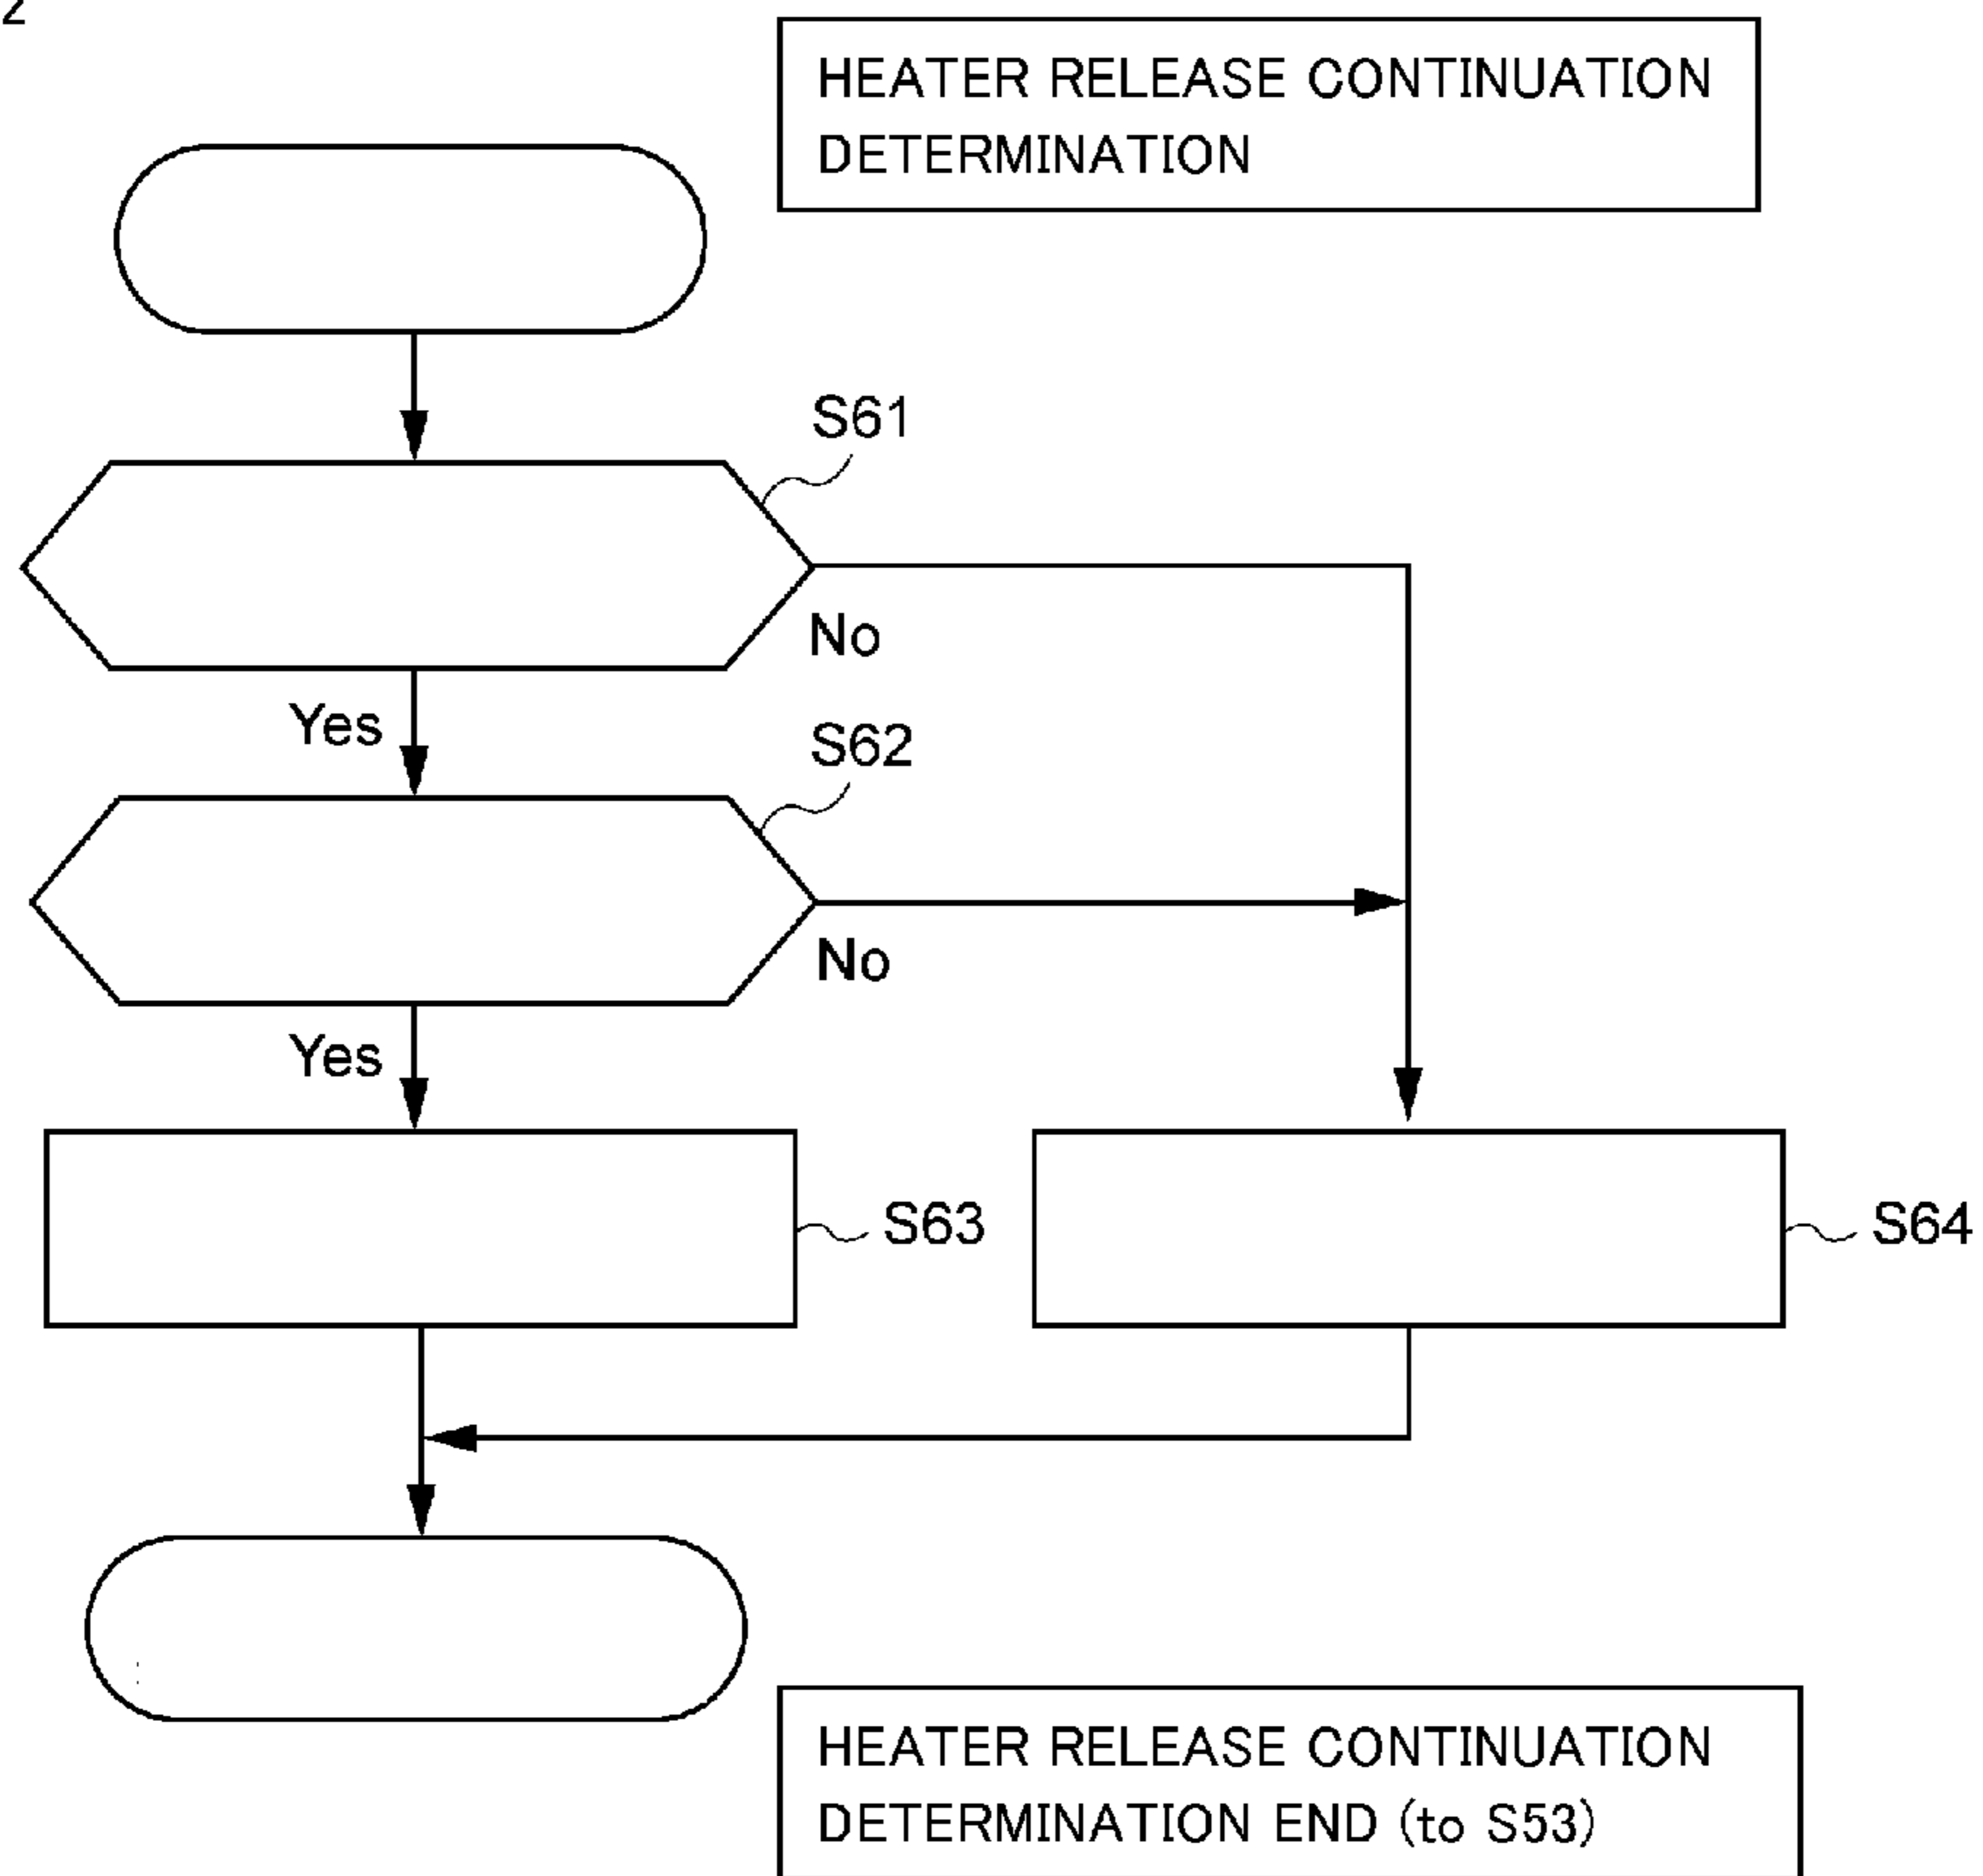 2
HEATER RELEASE CONTINUATION
DETERMINATION
S61
No
Yes
S62
No
Yes
S63
S64
HEATER RELEASE CONTINUATION
DETERMINATION END (to S53)